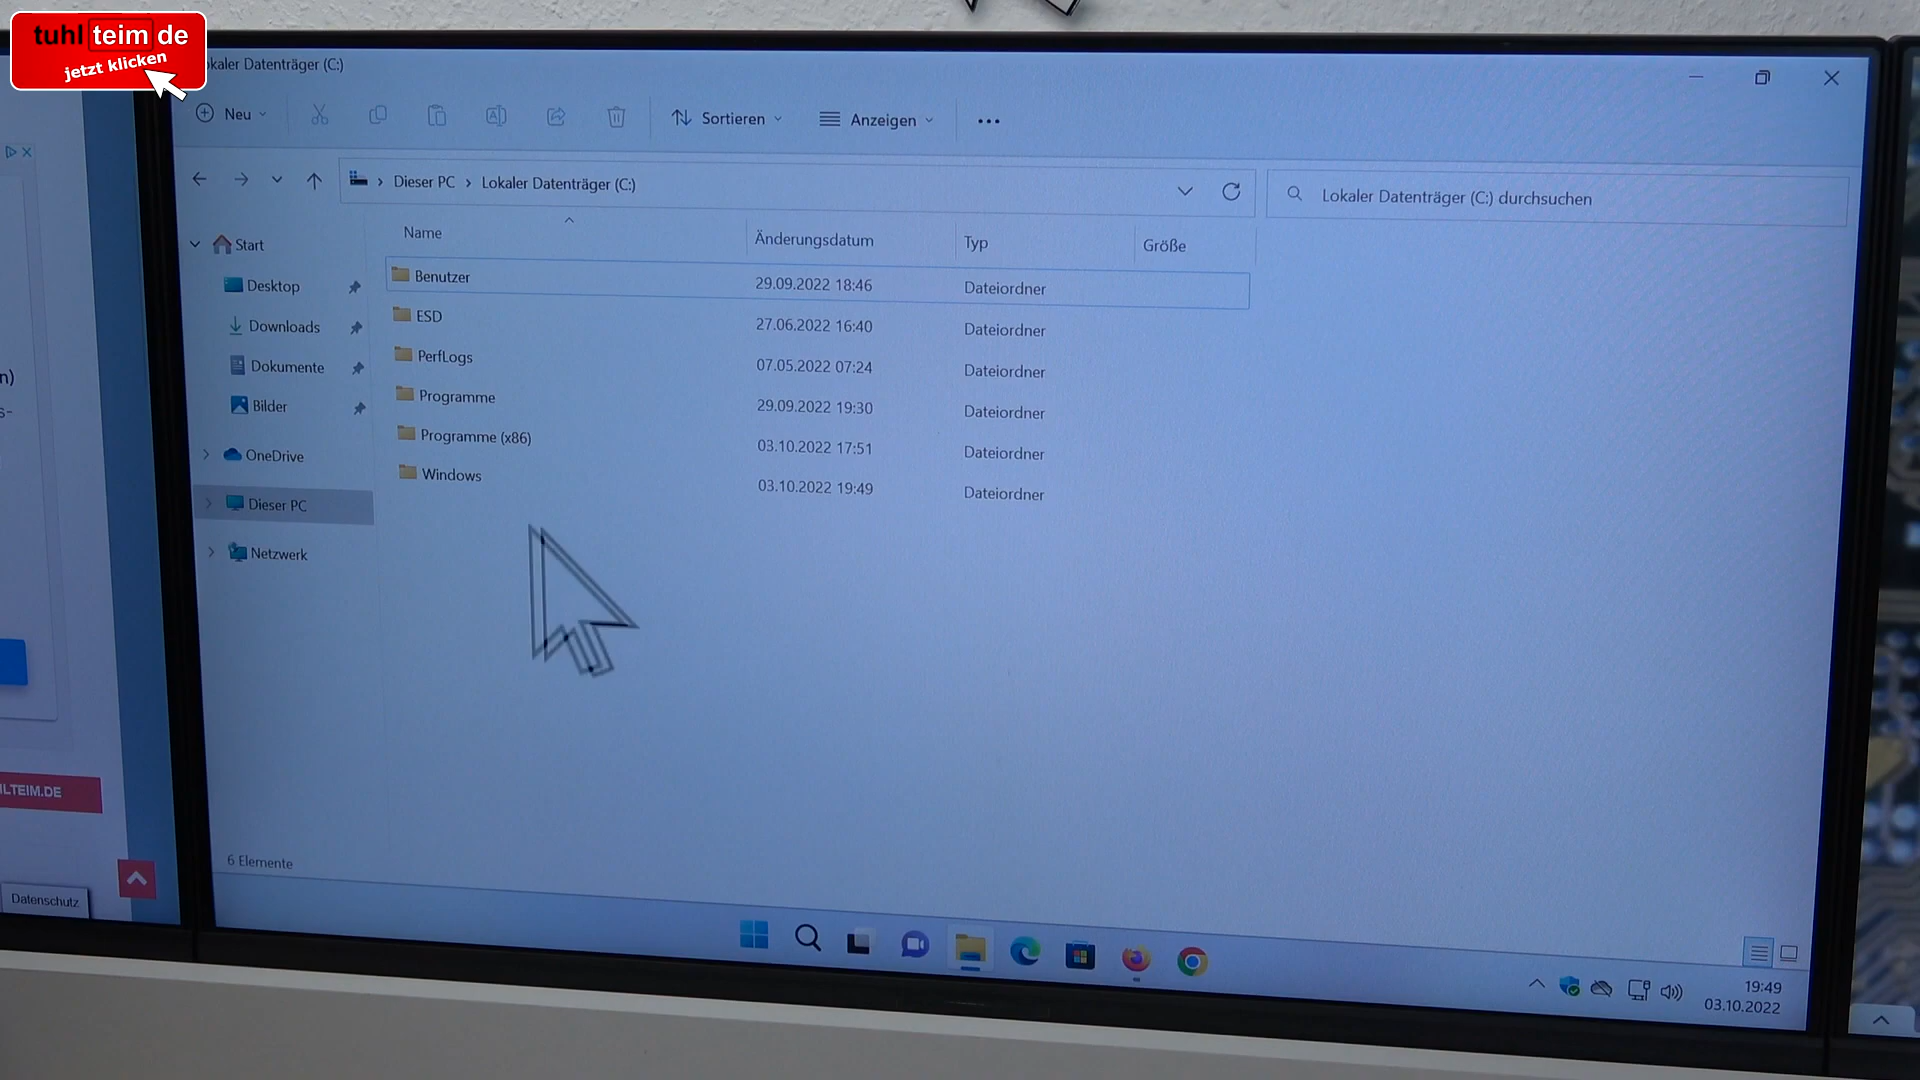 tuhl teim de
jetzt klicken
kaler Datenträger (C:)
Neu
Sortieren
Anzeigen
Dieser PC > Lokaler Datenträger (C:)
Lokaler Datenträger (C:) durchsuchen
Name Änderungsdatum Typ Größe
Start
Desktop
Downloads
Dokumente
Bilder
OneDrive
Dieser PC
Netzwerk
Benutzer 29.09.2022 18:46 Dateiordner
ESD 27.06.2022 16:40 Dateiordner
PerfLogs 07.05.2022 07:24 Dateiordner
Programme 29.09.2022 19:30 Dateiordner
Programme (x86) 03.10.2022 17:51 Dateiordner
Windows 03.10.2022 19:49 Dateiordner
6 Elemente
n)
s-
LTEIM.DE
Datenschutz
19:49
03.10.2022